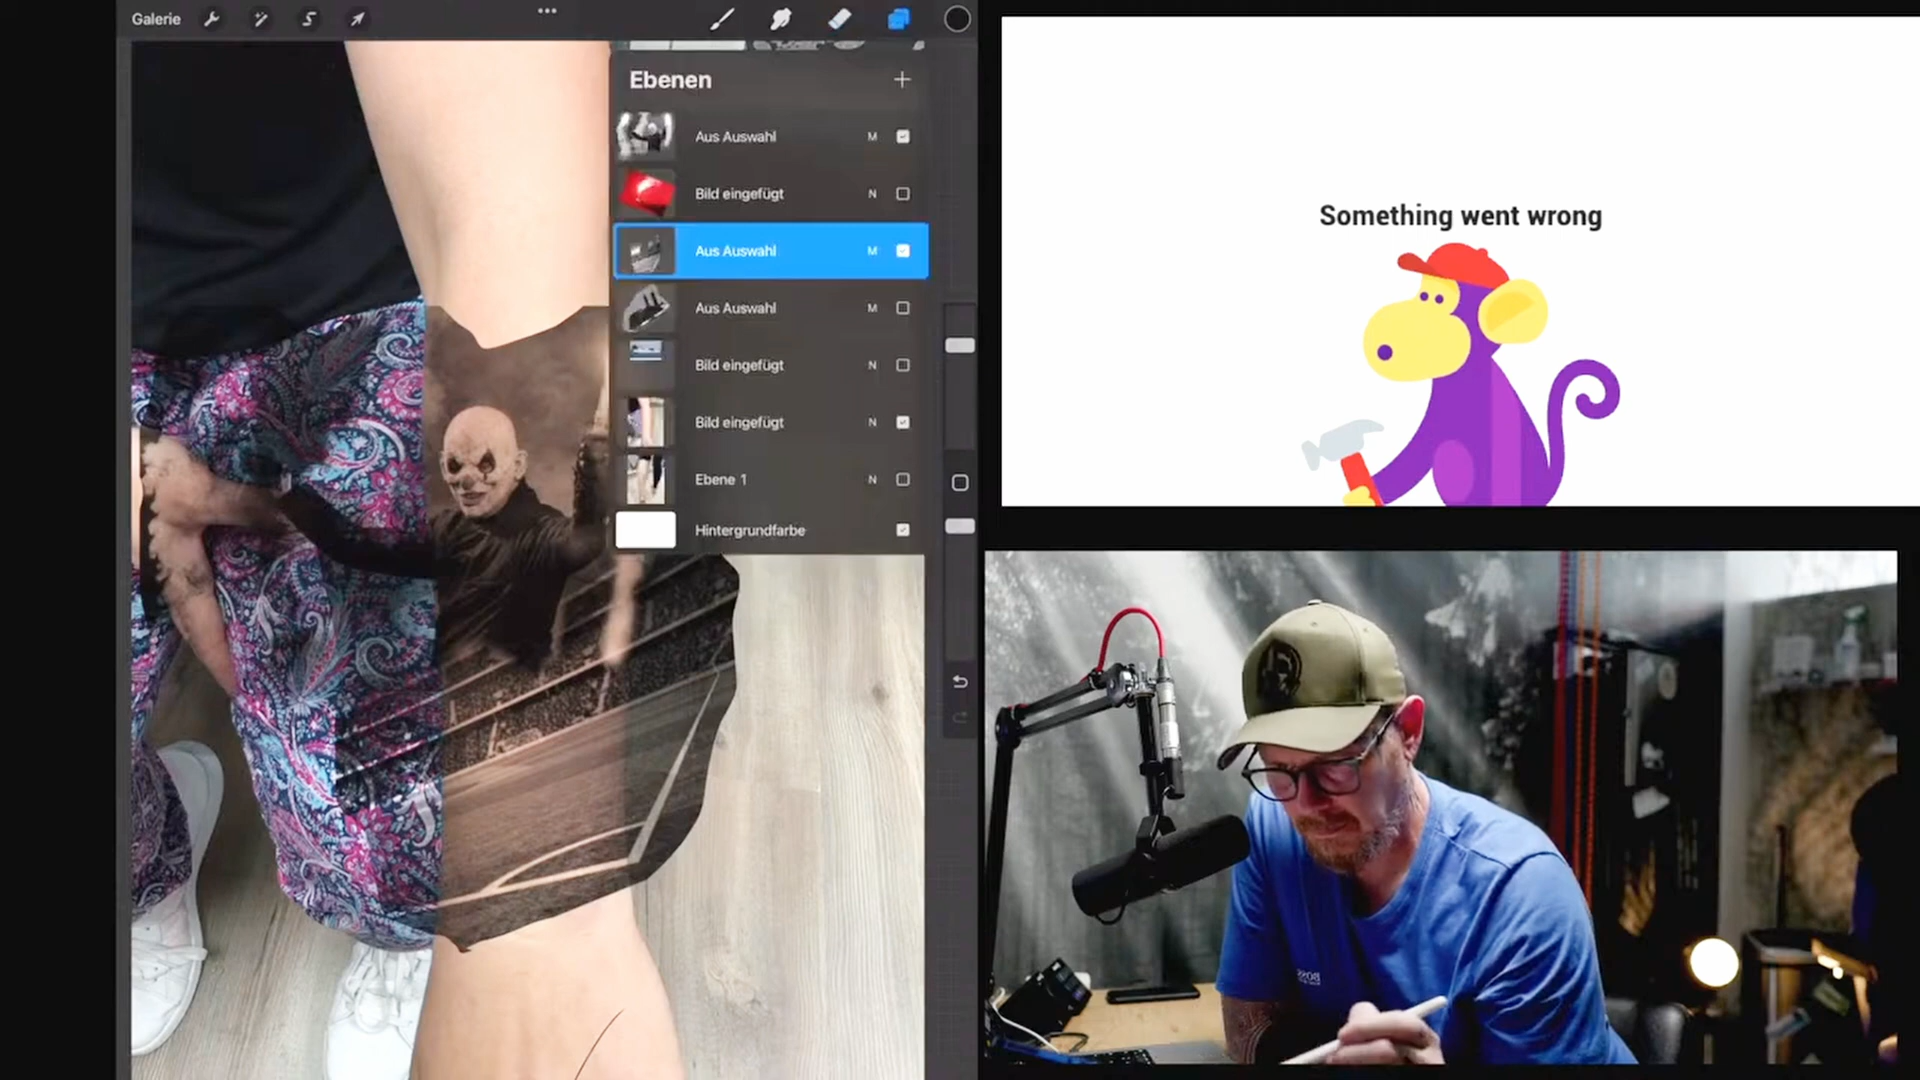 Galerie
Ebenen
Aus Auswahl M
Bild eingefügt N
Aus Auswahl M
Aus Auswahl M
Bild eingefügt N
Bild eingefügt N
Ebene 1 N
Hintergrundfarbe
Something went wrong
BOSS